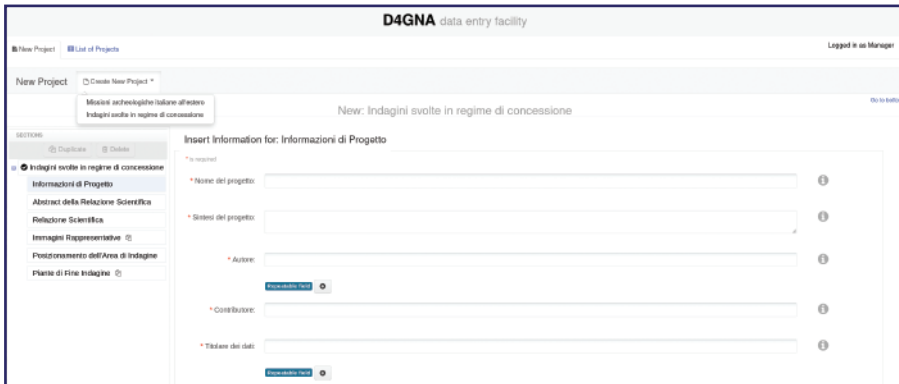 D4GNA data entry facility
New Project List of Projects
Logged in as Manager
New Project Create New Project
Missioni archeologiche italiane all'estero
Indagini svolte in regime di concessione
New: Indagini svolte in regime di concessione
Go to bottom
SECTIONS
Duplicate Delete
Indagini svolte in regime di concessione
Informazioni di Progetto
Abstract della Relazione Scientifica
Relazione Scientifica
Immagini Rappresentative
Posizionamento dell'Area di Indagine
Piante di Fine Indagine
Insert Information for: Informazioni di Progetto
* is required
* Nome del progetto:
* Sintesi del progetto:
* Autore:
Repeatable Field
* Contributore:
* Titolare dei dati:
Repeatable Field